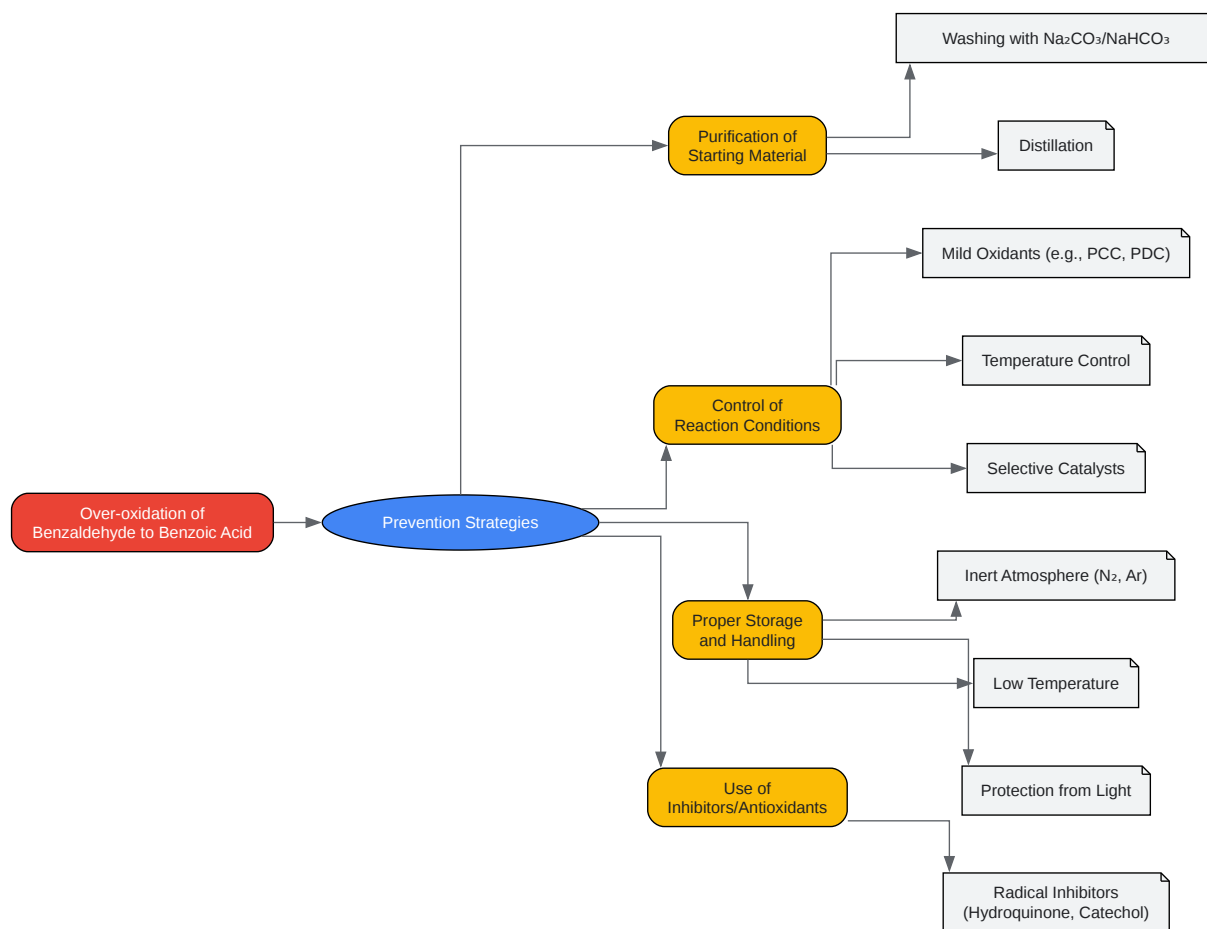 Washing with Na₂CO₃/NaHCO₃
Purification of
Starting Material
Distillation
Mild Oxidants (e.g., PCC, PDC)
Temperature Control
Control of
Reaction Conditions
Selective Catalysts
Over-oxidation of
Benzaldehyde to Benzoic Acid
Prevention Strategies
Inert Atmosphere (N₂, Ar)
Proper Storage
and Handling
Low Temperature
Protection from Light
Use of
Inhibitors/Antioxidants
Radical Inhibitors
(Hydroquinone, Catechol)